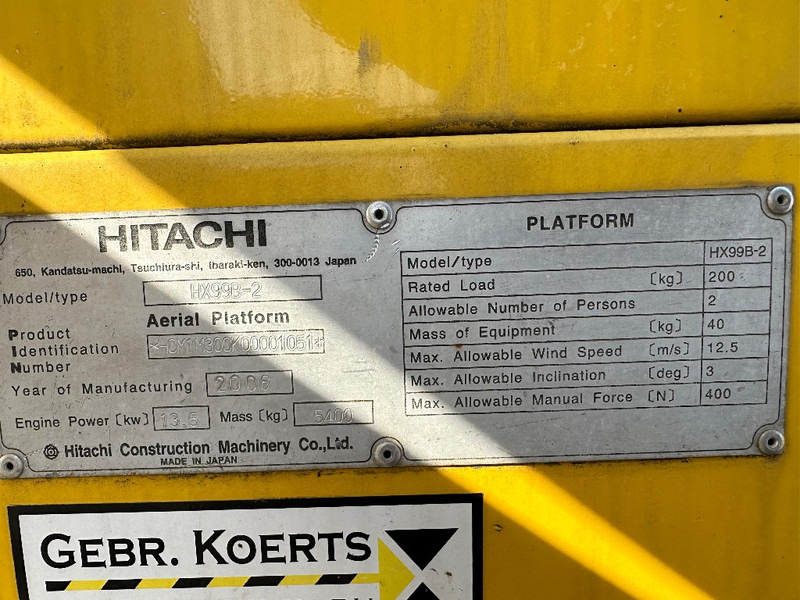 HITACHI
650, Kandatsu-machi, Tsuchiura-shi, Ibaraki-ken, 300-0013 Japan
Model/type HX99B-2
Aerial Platform
Product
Identification
Number
Year of Manufacturing 2006
Engine Power [kw] 13.5 Mass [kg] 5400
Hitachi Construction Machinery Co.,Ltd.
MADE IN JAPAN
PLATFORM
Model/type HX99B-2
Rated Load [kg] 200
Allowable Number of Persons 2
Mass of Equipment [kg] 40
Max. Allowable Wind Speed [m/s] 12.5
Max. Allowable Inclination [deg] 3
Max. Allowable Manual Force [N] 400
GEBR. KOERTS